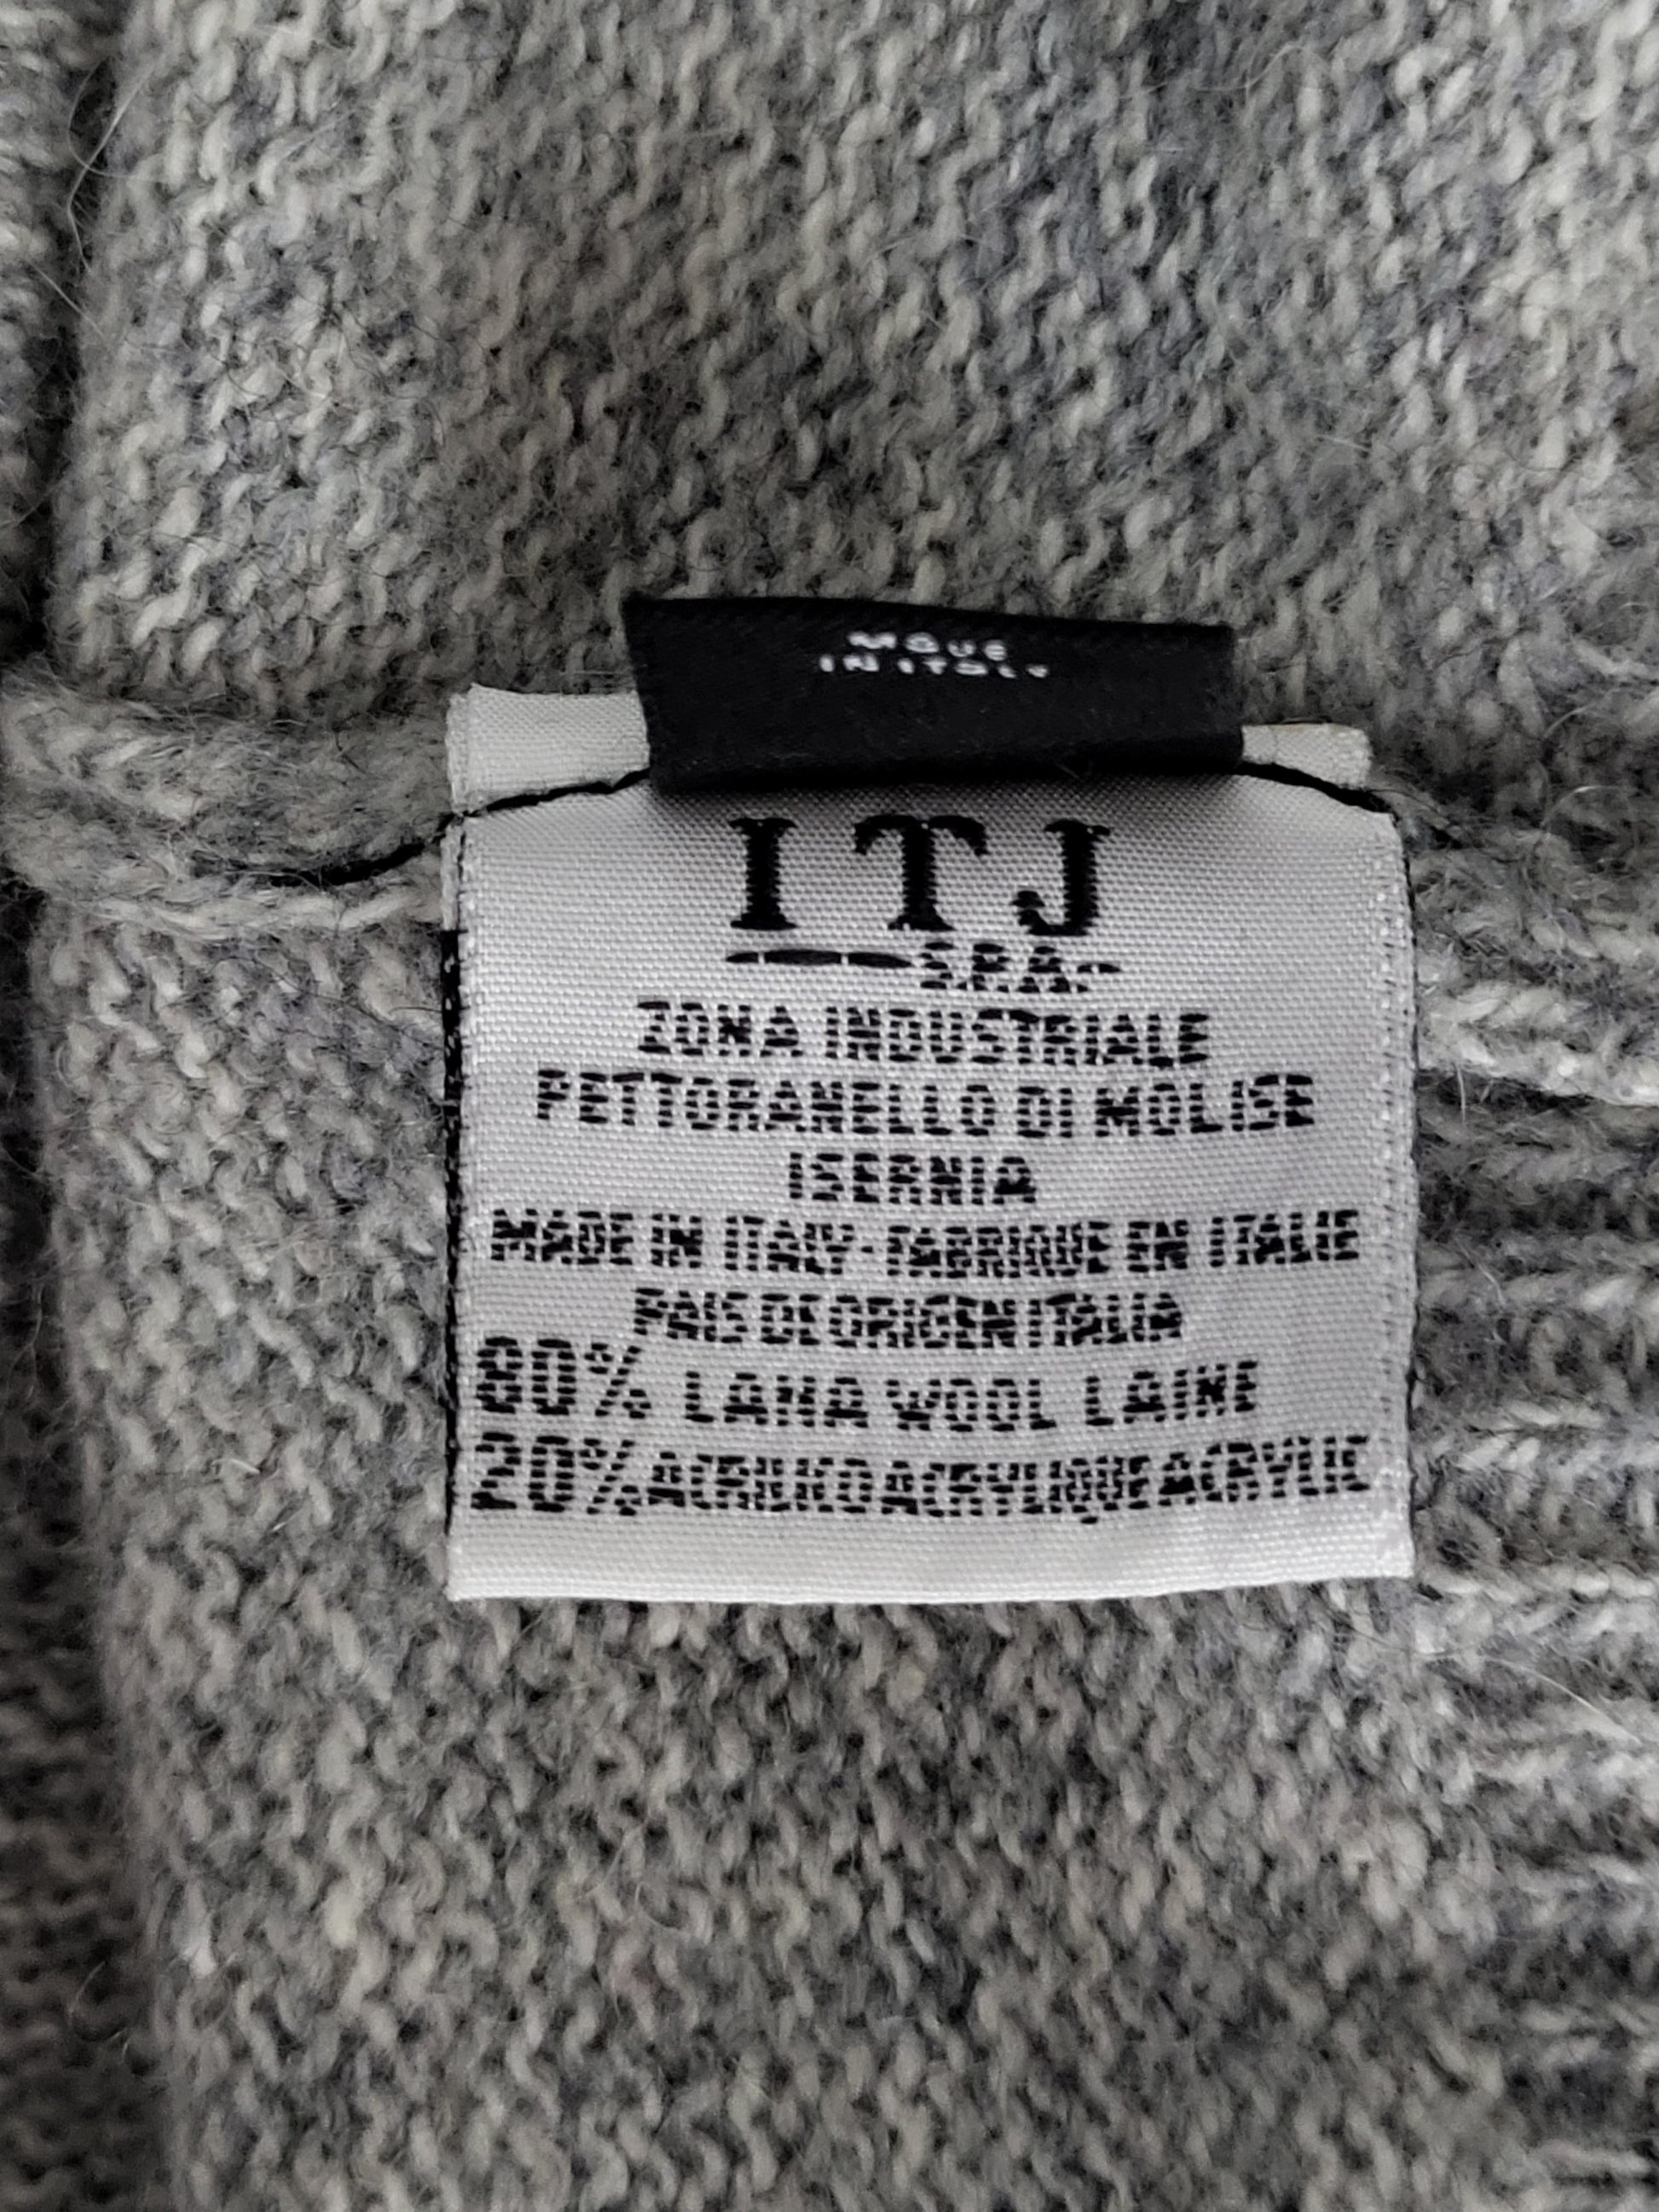 MADE
IN ITALY
ITJ
S.P.A.
ZONA INDUSTRIALE
PETTORANELLO DI MOLISE
ISERNIA
MADE IN ITALY-FABRIQUE EN ITALIE
PAIS DE ORIGEN ITALIA
80% LANA WOOL LAINE
20% ACRILICO ACRYLIQUE ACRYLIC